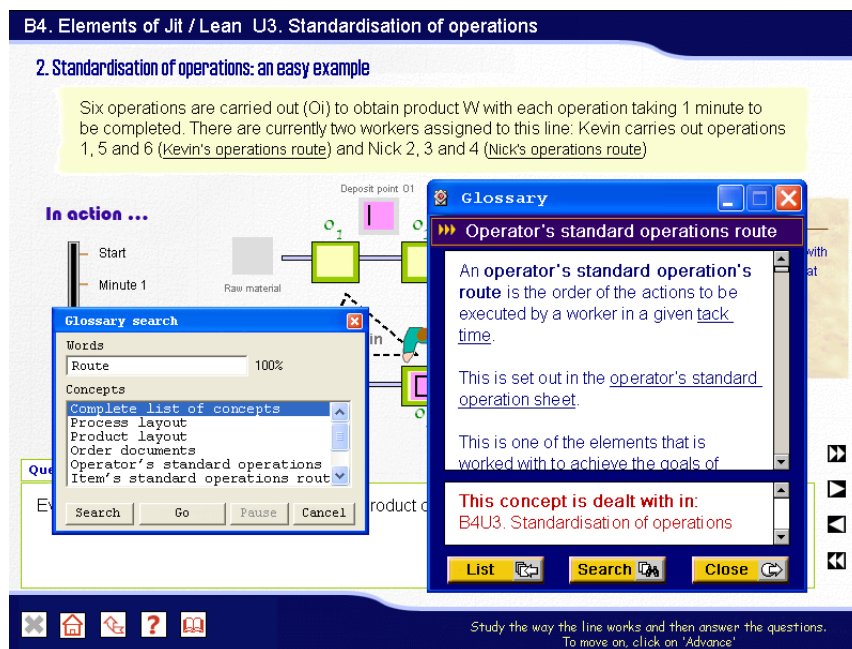 B4. Elements of Jit / Lean U3. Standardisation of operations
2. Standardisation of operations: an easy example
Six operations are carried out (Oi) to obtain product W with each operation taking 1 minute to
be completed. There are currently two workers assigned to this line: Kevin carries out operations
1, 5 and 6 (Kevin's operations route) and Nick 2, 3 and 4 (Nick's operations route)
In action ...
Start
Minute 1
Raw material
Deposit point O1
O1
in
Glossary search
Words
Route
100%
Concepts
Complete list of concepts
Process layout
Product layout
Order documents
Operator's standard operations
Item's standard operations rout
Search
Go
Pause
Cancel
Glossary
Operator's standard operations route
An operator's standard operation's
route is the order of the actions to be
executed by a worker in a given tack
time.
This is set out in the operator's standard
operation sheet.
This is one of the elements that is
worked with to achieve the goals of
This concept is dealt with in:
B4U3. Standardisation of operations
List
Search
Close
with
at
Que
roduct
Study the way the line works and then answer the questions.
To move on, click on 'Advance'